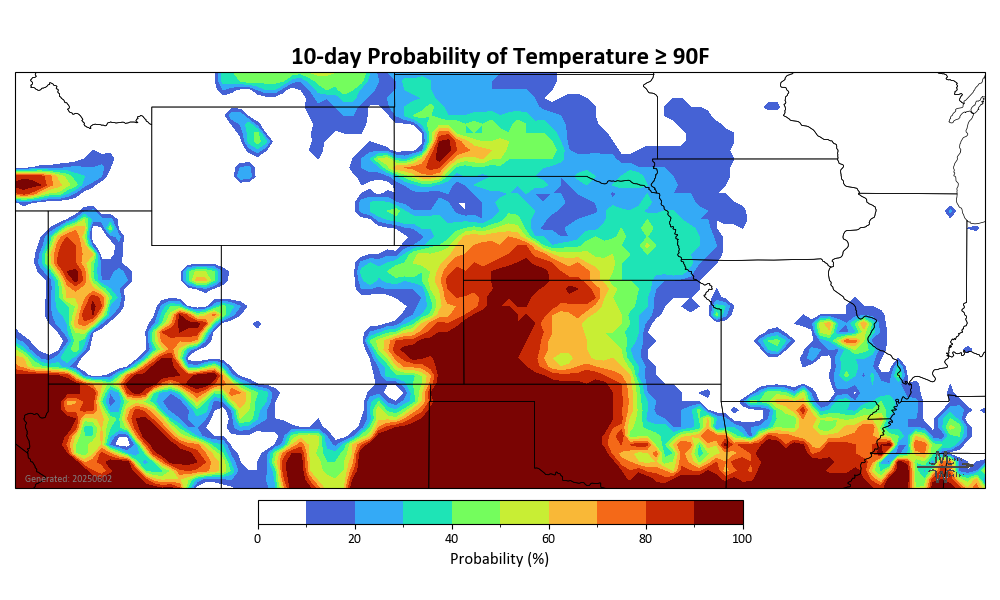 10-day Probability of Temperature ≥ 90F
Generated: 20250802
0 20 40 60 80 100
Probability (%)